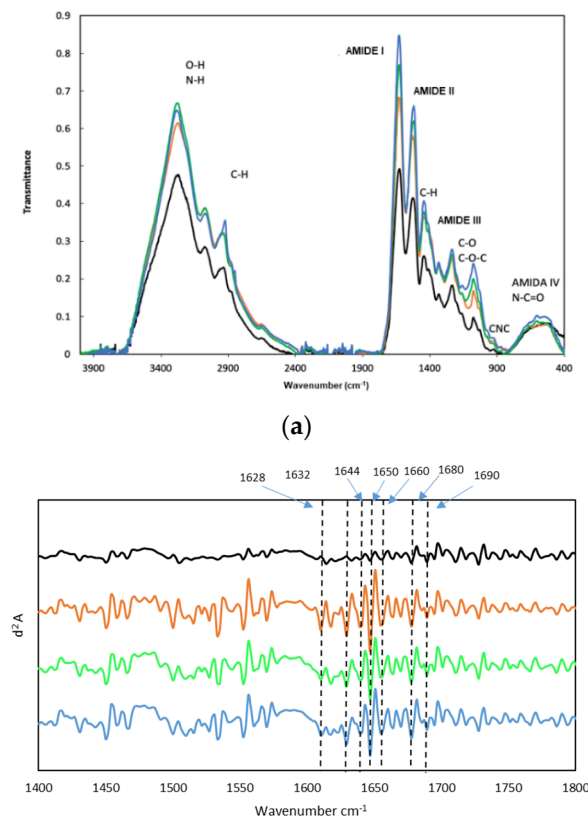 0.9
AMIDE I
0.8
O-H
N-H
AMIDE II
0.7
0.6
Transmittance
0.5
C-H
C-H
0.4
AMIDE III
0.3
C-O
C-O-C
0.2
AMIDA IV
N-C=O
0.1
CNC
0
3900 3400 2900 2400 1900 1400 900 400
Wavenumber (cm-1)
(a)
1628 1632 1644 1650 1660 1680 1690
d2 A
1400 1450 1500 1550 1600 1650 1700 1750 1800
Wavenumber cm-1